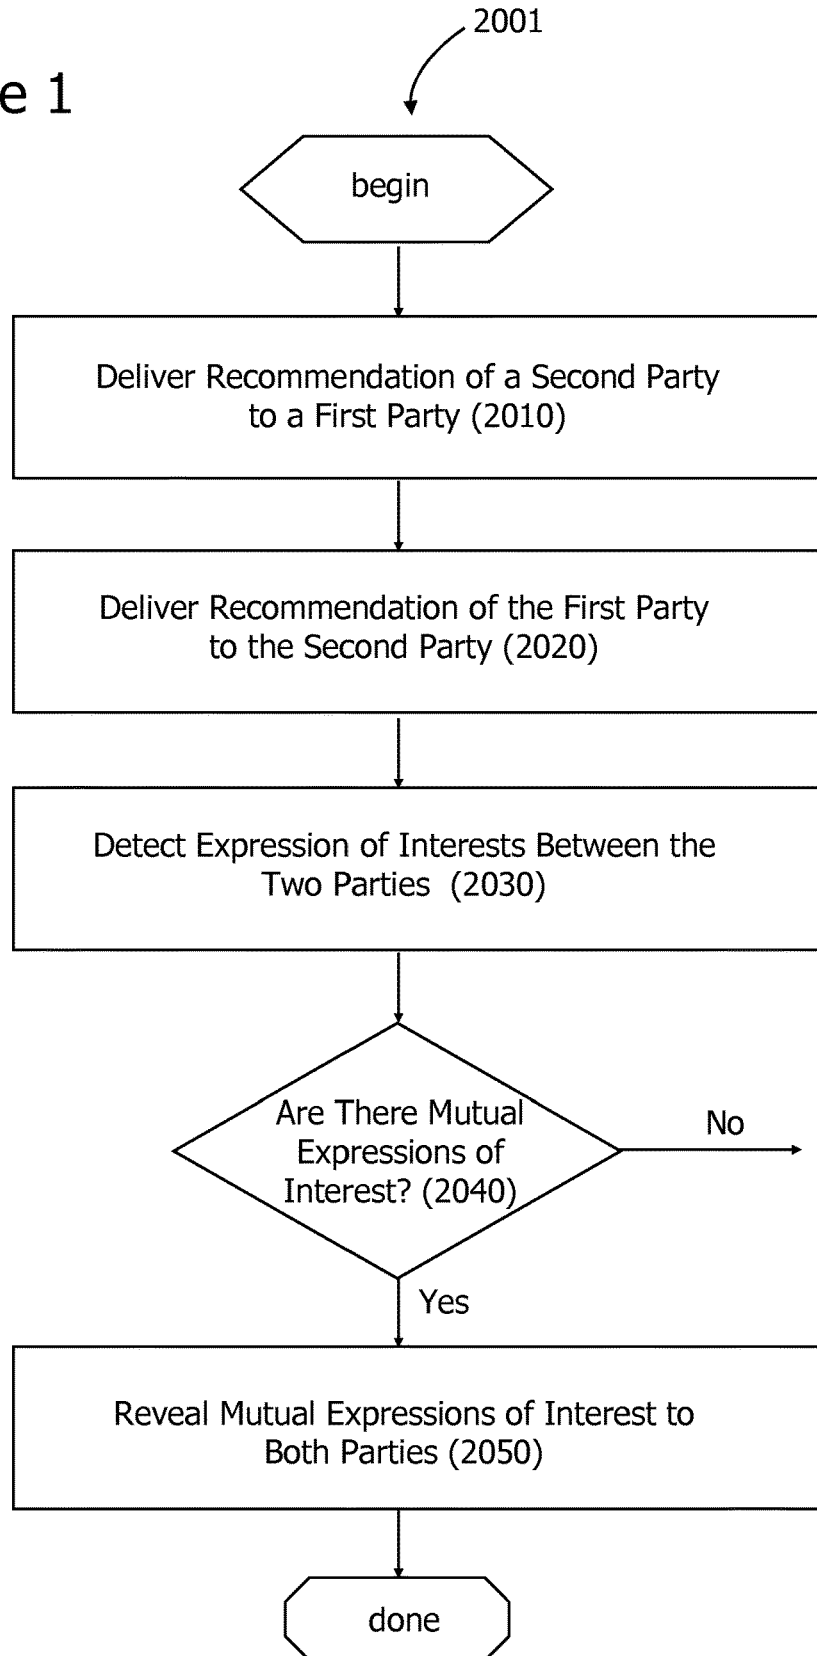 2001
e 1
begin
Deliver Recommendation of a Second Party
to a First Party (2010)
Deliver Recommendation of the First Party
to the Second Party (2020)
Detect Expression of Interests Between the
Two Parties (2030)
Are There Mutual
Expressions of
Interest? (2040)
No
Yes
Reveal Mutual Expressions of Interest to
Both Parties (2050)
done